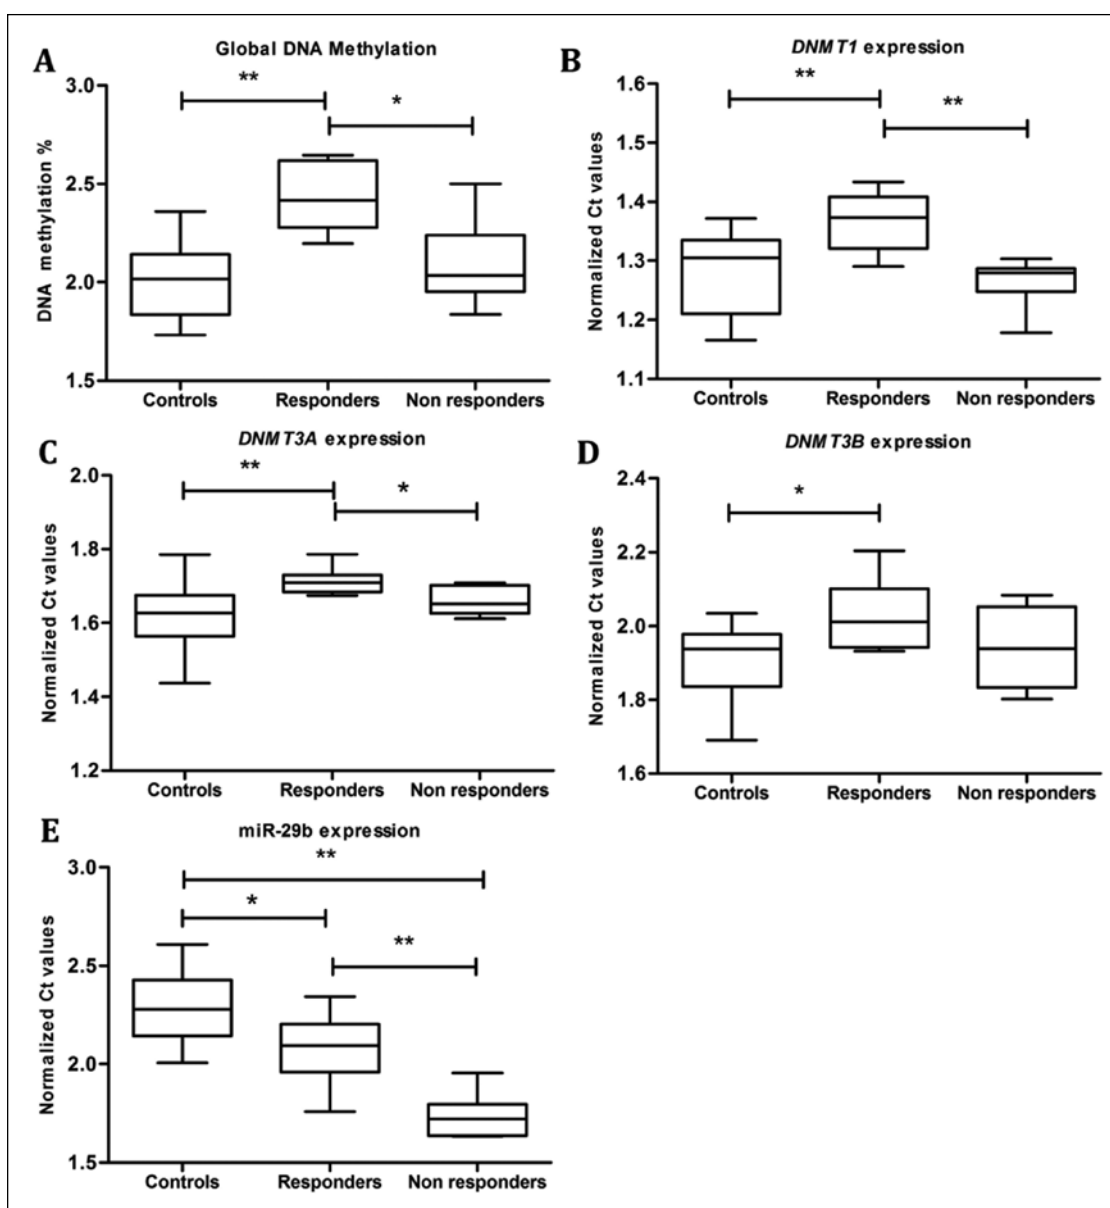 A
Global DNA Methylation
**
*
3.0
2.5
2.0
1.5
DNA methylation %
Controls Responders Non responders
B
DNMT1 expression
**
**
1.6
1.5
1.4
1.3
1.2
1.1
Normalized Ct values
Controls Responders Non responders
C
DNMT3A expression
**
*
2.0
1.8
1.6
1.4
1.2
Normalized Ct values
Controls Responders Non responders
D
DNMT3B expression
*
2.4
2.2
2.0
1.8
1.6
Normalized Ct values
Controls Responders Non responders
E
miR-29b expression
**
*
**
3.0
2.5
2.0
1.5
Normalized Ct values
Controls Responders Non responders